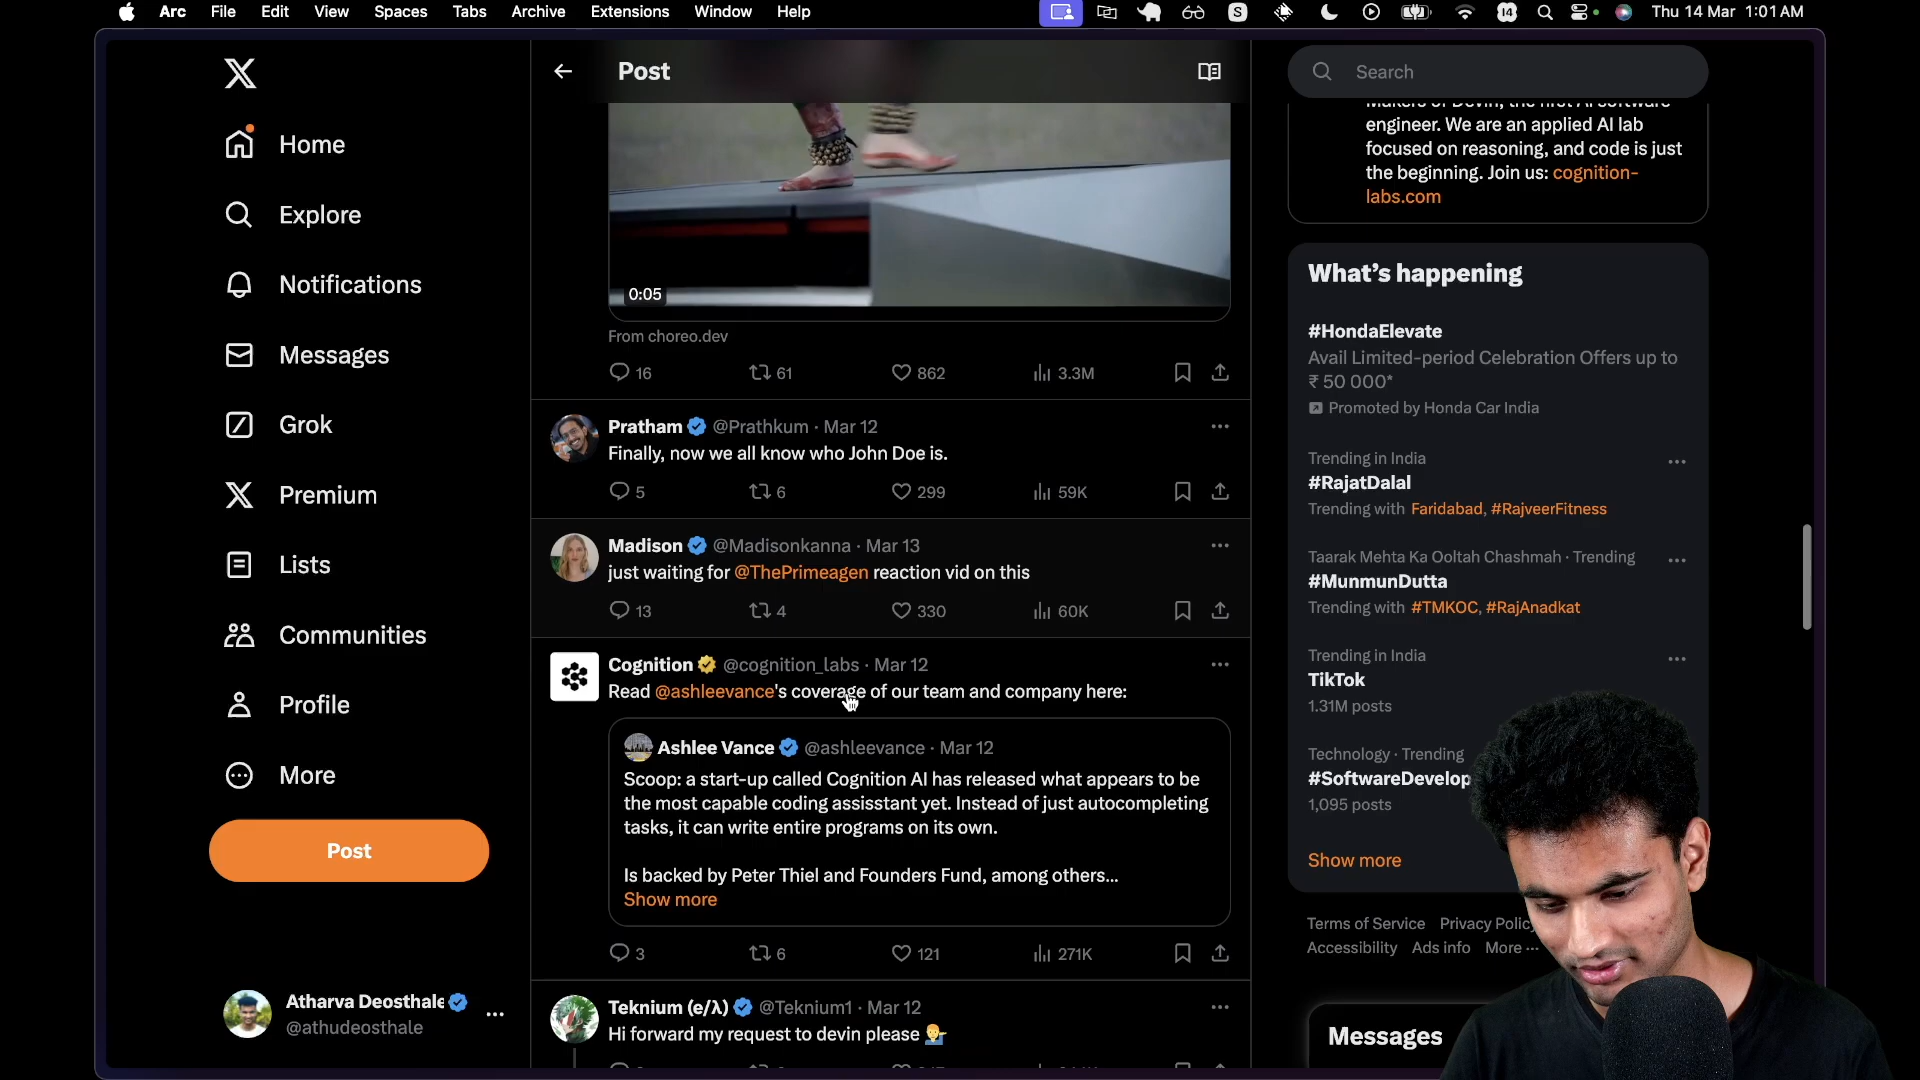 Arc File Edit View Spaces Tabs Archive Extensions Window Help
S 14 Thu 14 Mar 1:01 AM
Home
Explore
Notifications
Messages
Grok
Premium
Lists
Communities
Profile
More
Post
Atharva Deosthale
@athudeosthale
Post
0:05
From choreo.dev
16 61 862 3.3M
Pratham @Prathkum · Mar 12
Finally, now we all know who John Doe is.
5 6 299 59K
Madison @Madisonkanna · Mar 13
just waiting for @ThePrimeagen reaction vid on this
13 4 330 60K
Cognition @cognition_labs · Mar 12
Read @ashleevance's coverage of our team and company here:
Ashlee Vance @ashleevance · Mar 12
Scoop: a start-up called Cognition AI has released what appears to be
the most capable coding assisstant yet. Instead of just autocompleting
tasks, it can write entire programs on its own.
Is backed by Peter Thiel and Founders Fund, among others...
Show more
3 6 121 271K
Teknium (e/λ) @Teknium1 · Mar 12
Hi forward my request to devin please
Search
Makers of Devin, the first AI software
engineer. We are an applied AI lab
focused on reasoning, and code is just
the beginning. Join us: cognition-
labs.com
What's happening
#HondaElevate
Avail Limited-period Celebration Offers up to
₹ 50 000*
Promoted by Honda Car India
Trending in India
#RajatDalal
Trending with Faridabad, #RajveerFitness
Taarak Mehta Ka Ooltah Chashmah · Trending
#MunmunDutta
Trending with #TMKOC, #RajAnadkat
Trending in India
TikTok
1.31M posts
Technology · Trending
#SoftwareDevelop
1,095 posts
Show more
Terms of Service Privacy Policy
Accessibility Ads info More ...
Messages